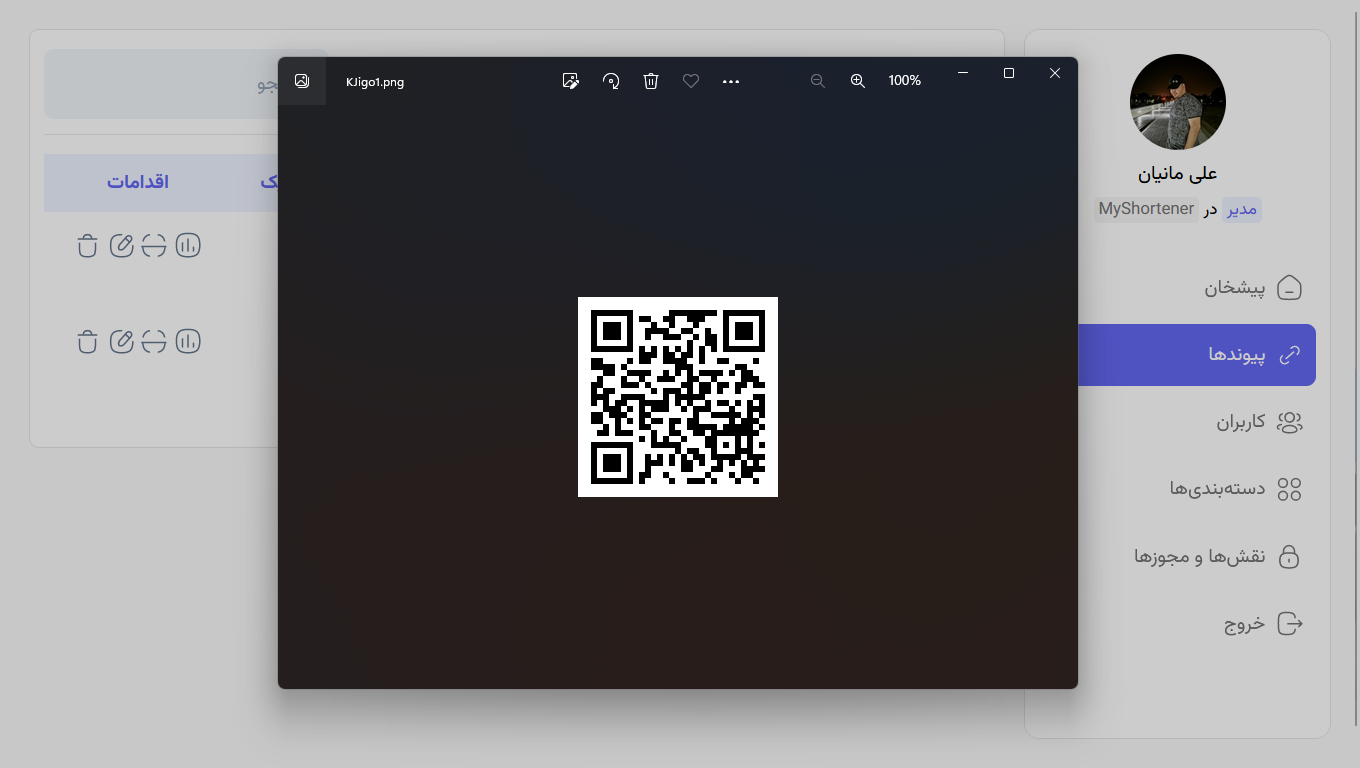 KJigo1.png
100%
علی مانیان
مدیر در MyShortener
پیشخان
پیوندها
کاربران
دسته‌بندی‌ها
نقش‌ها و مجوزها
خروج
اقدامات